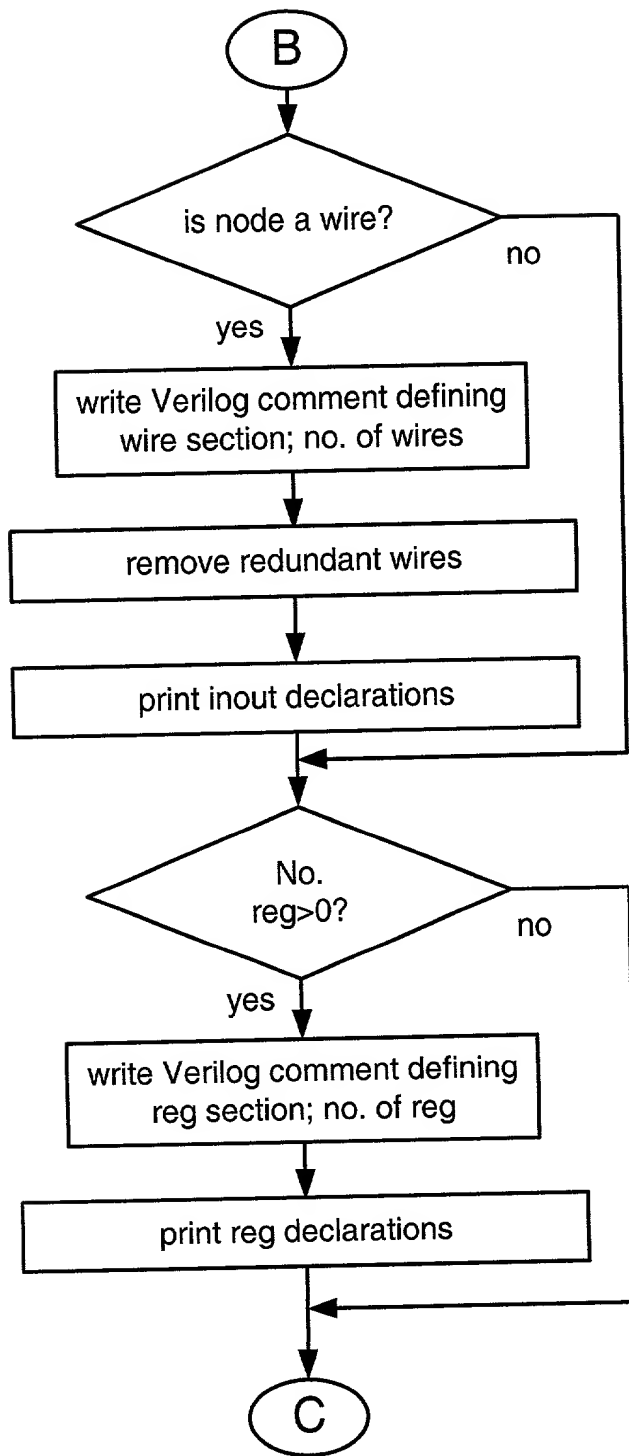 B
is node a wire?
no
yes
write Verilog comment defining
wire section; no. of wires
remove redundant wires
print inout declarations
No.
reg>0?
no
yes
write Verilog comment defining
reg section; no. of reg
print reg declarations
C